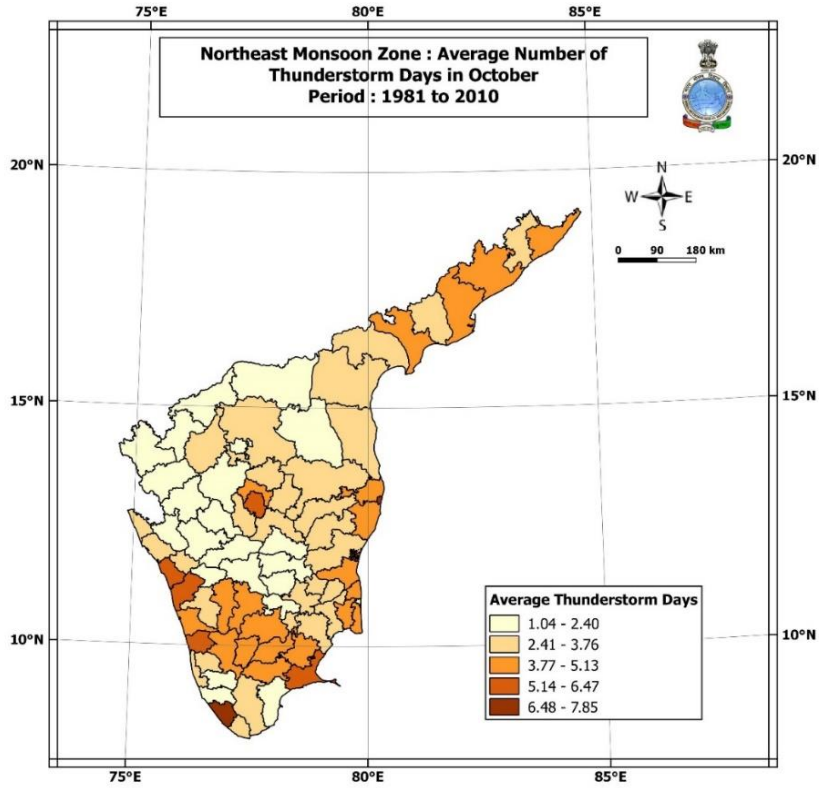 75°E 80°E 85°E
Northeast Monsoon Zone : Average Number of
Thunderstorm Days in October
Period : 1981 to 2010
20°N 20°N
N
W E
S
0 90 180 km
15°N 15°N
Average Thunderstorm Days
1.04 - 2.40
2.41 - 3.76
10°N 10°N
3.77 - 5.13
5.14 - 6.47
6.48 - 7.85
75°E 80°E 85°E